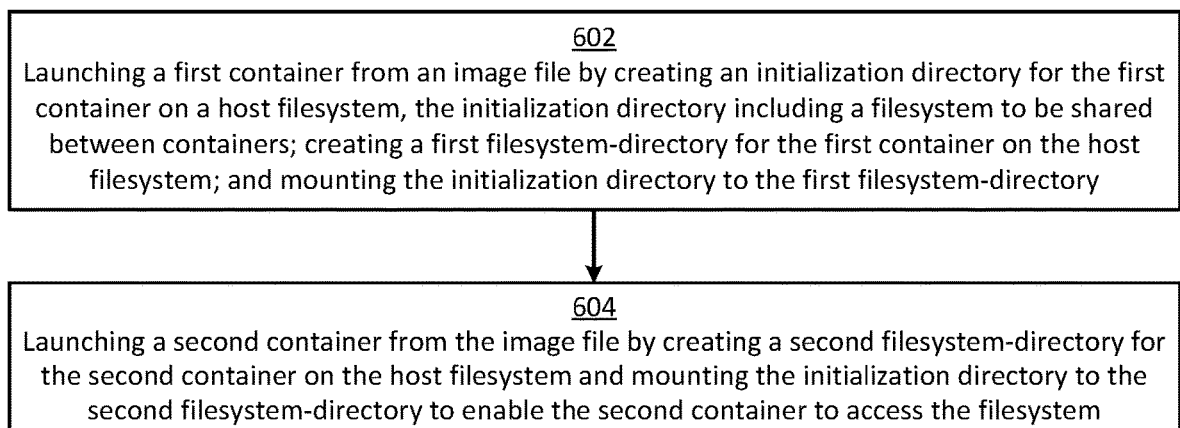 602
Launching a first container from an image file by creating an initialization directory for the first
container on a host filesystem, the initialization directory including a filesystem to be shared
between containers; creating a first filesystem-directory for the first container on the host
filesystem; and mounting the initialization directory to the first filesystem-directory
604
Launching a second container from the image file by creating a second filesystem-directory for
the second container on the host filesystem and mounting the initialization directory to the
second filesystem-directory to enable the second container to access the filesystem